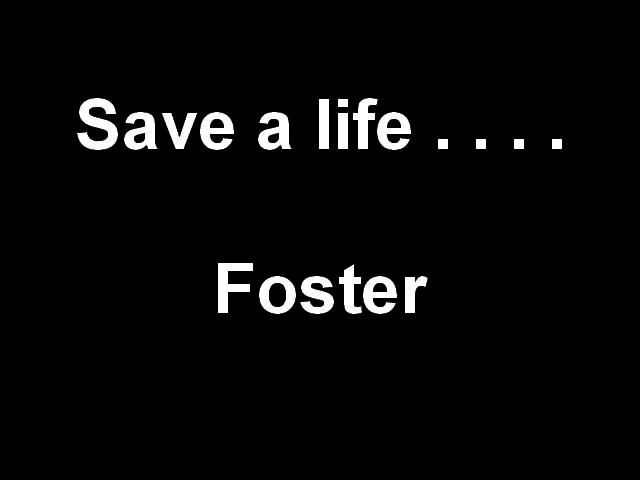 Save a life . . . .
Foster